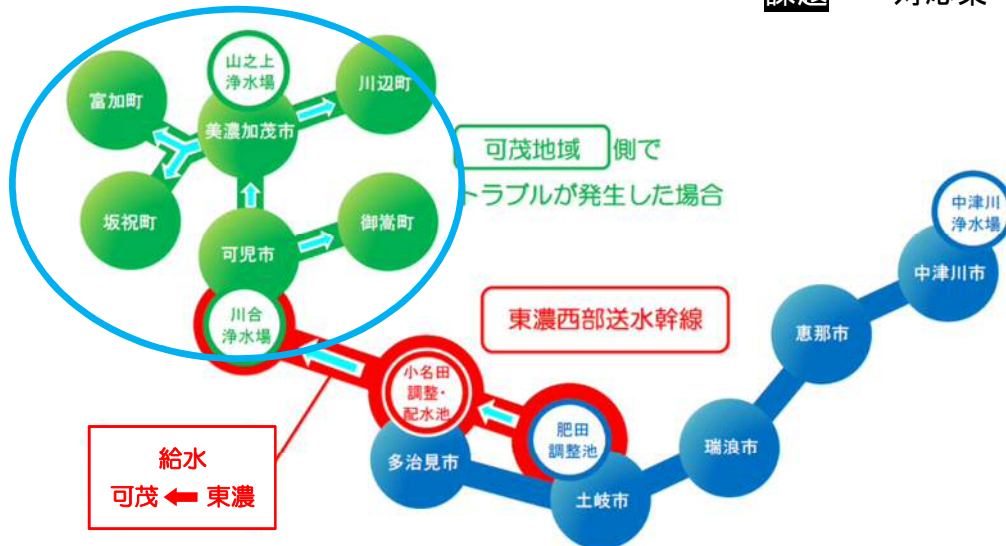 山之上
浄水場
川辺町
富加町
美濃加茂市
可茂地域 側で
トラブルが発生した場合
坂祝町
御嵩町
可児市
中津川
浄水場
中津川市
川合
浄水場
東濃西部送水幹線
恵那市
小名田
調整・
配水池
肥田
調整池
瑞浪市
多治見市
土岐市
給水
可茂 ⬅ 東濃